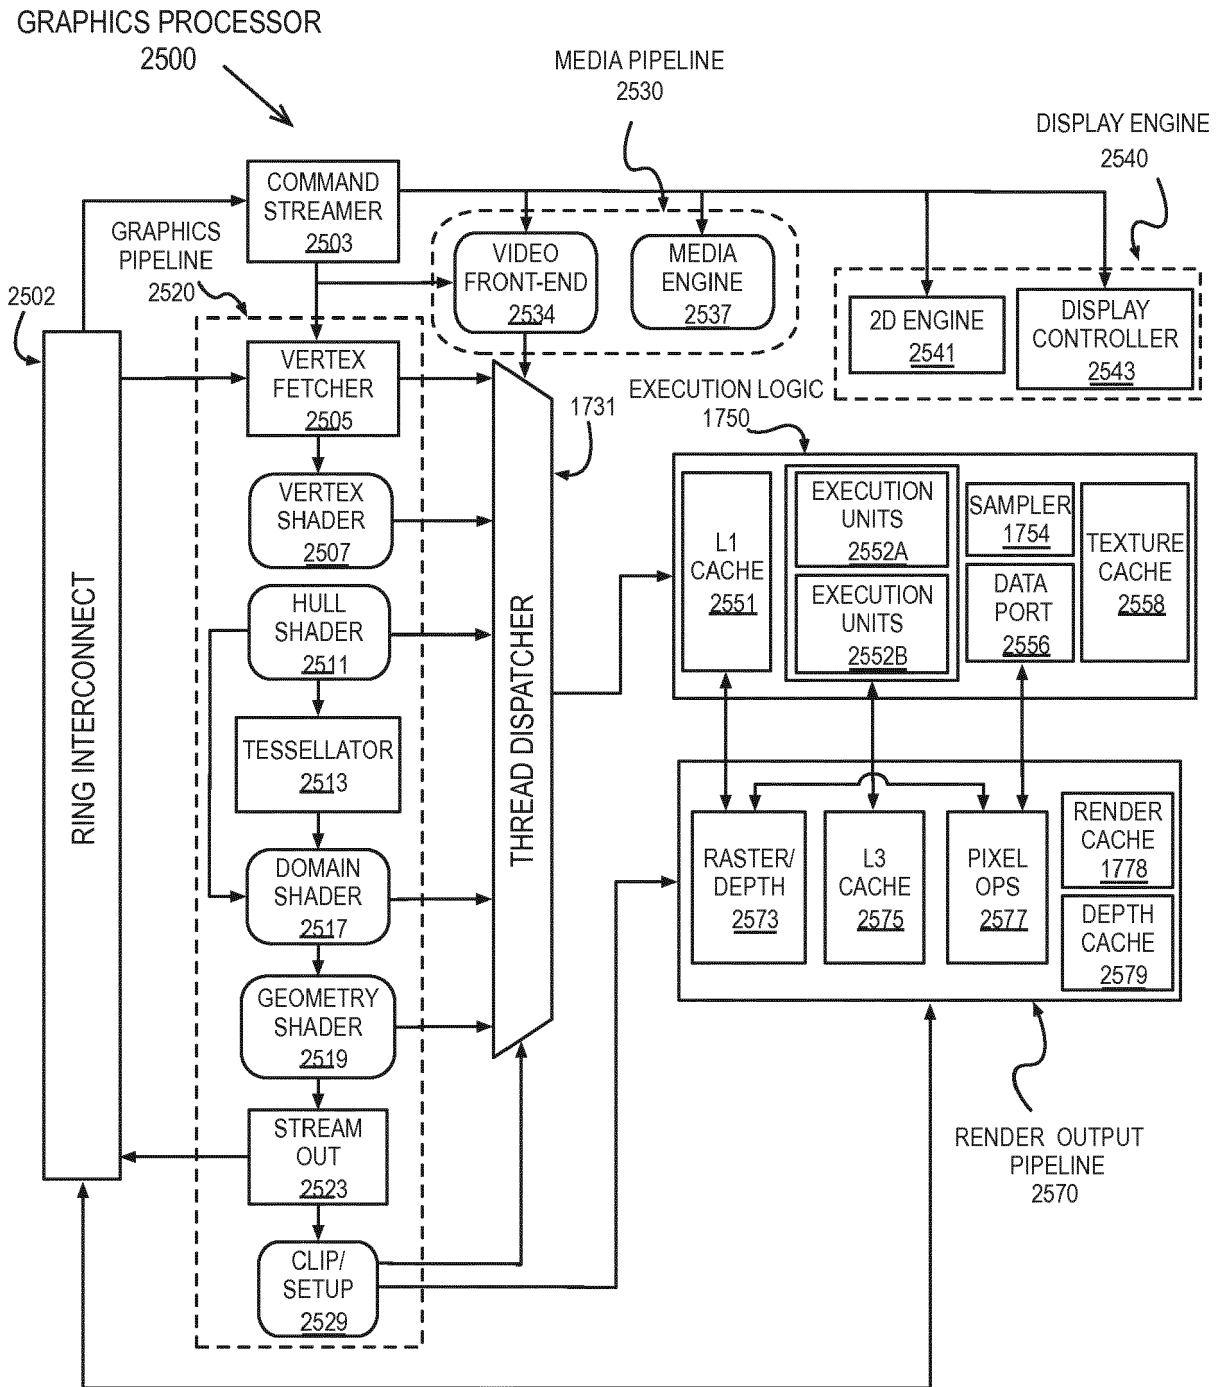 GRAPHICS PROCESSOR
2500
MEDIA PIPELINE
2530
DISPLAY ENGINE
2540
COMMAND
STREAMER
2503
GRAPHICS
PIPELINE
2520
VIDEO
FRONT-END
2534
MEDIA
ENGINE
2537
2D ENGINE
2541
DISPLAY
CONTROLLER
2543
2502
RING INTERCONNECT
VERTEX
FETCHER
2505
VERTEX
SHADER
2507
HULL
SHADER
2511
TESSELLATOR
2513
DOMAIN
SHADER
2517
GEOMETRY
SHADER
2519
STREAM
OUT
2523
CLIP/
SETUP
2529
THREAD DISPATCHER
1731
EXECUTION LOGIC
1750
L1
CACHE
2551
EXECUTION
UNITS
2552A
EXECUTION
UNITS
2552B
SAMPLER
1754
DATA
PORT
2556
TEXTURE
CACHE
2558
RASTER/
DEPTH
2573
L3
CACHE
2575
PIXEL
OPS
2577
RENDER
CACHE
1778
DEPTH
CACHE
2579
RENDER OUTPUT
PIPELINE
2570